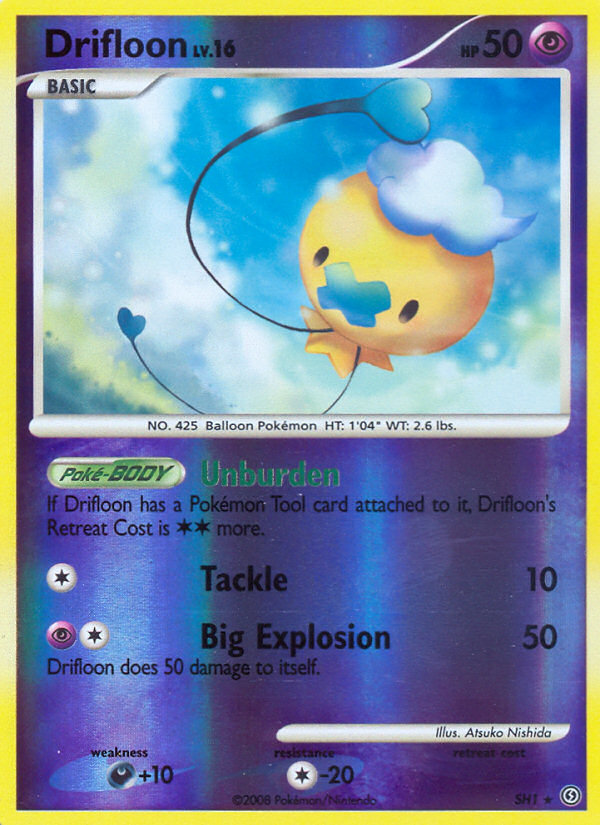 Drifloon LV.16 HP 50
BASIC
NO. 425 Balloon Pokémon HT: 1'04" WT: 2.6 lbs.
Poké-BODY Unburden
If Drifloon has a Pokémon Tool card attached to it, Drifloon's
Retreat Cost is ✶✶ more.
Tackle 10
Big Explosion 50
Drifloon does 50 damage to itself.
Illus. Atsuko Nishida
weakness resistance retreat cost
+10 -20
©2008 Pokémon/Nintendo SH1 ★